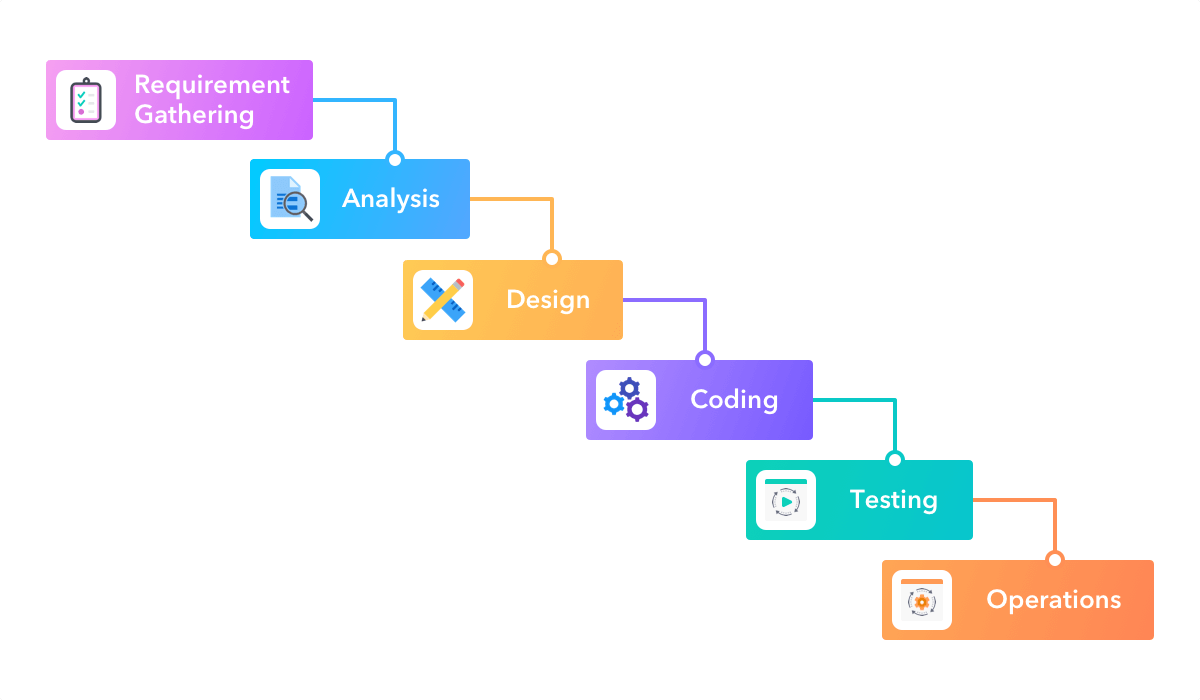 Requirement
Gathering
Analysis
Design
Coding
Testing
Operations